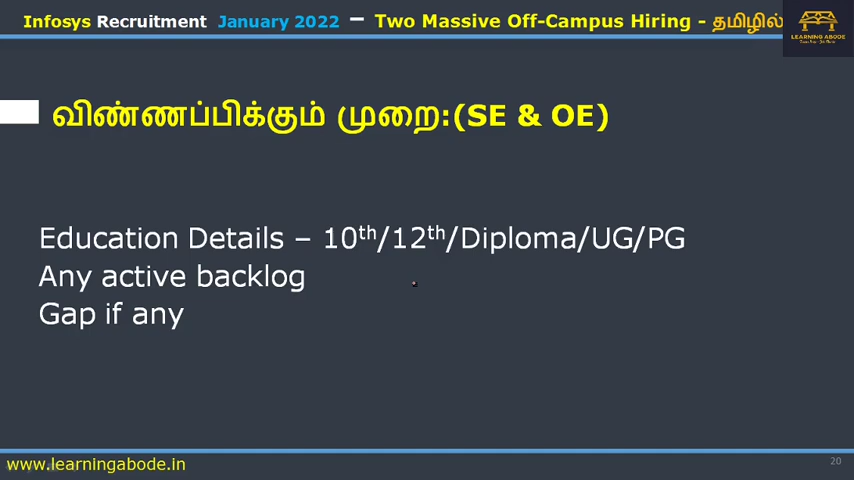 Infosys Recruitment January 2022 – Two Massive Off-Campus Hiring - தமிழில்
LEARNING ABODE
விண்ணப்பிக்கும் முறை:(SE & OE)
Education Details – 10th/12th/Diploma/UG/PG
Any active backlog
Gap if any
www.learningabode.in
20